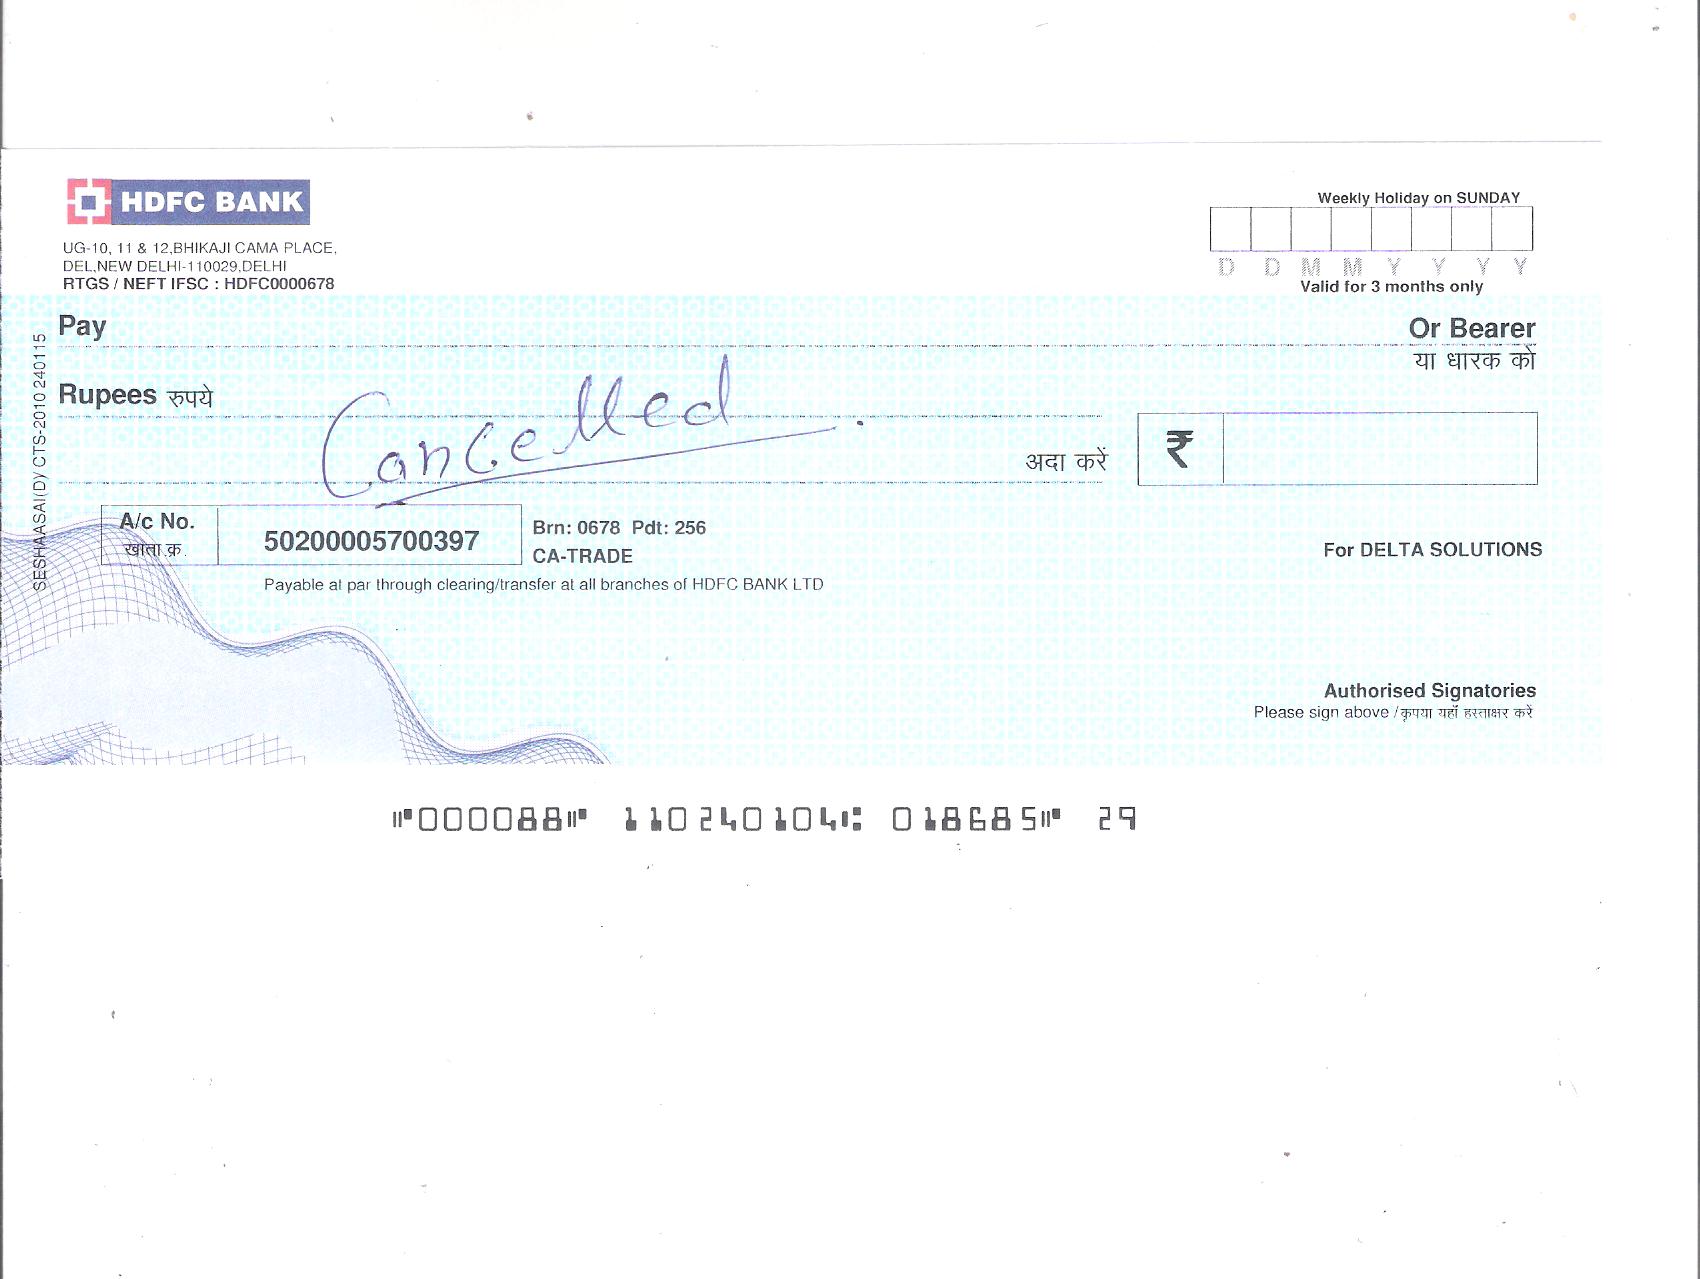 HDFC BANK
UG-10, 11 & 12,BHIKAJI CAMA PLACE,
DEL,NEW DELHI-110029,DELHI
RTGS / NEFT IFSC : HDFC0000678
Weekly Holiday on SUNDAY
D D M M Y Y Y Y
Valid for 3 months only
Pay
Or Bearer
या धारक को
Rupees रुपये
Cancelled
अदा करें
₹
A/c No.
खाता क्र.
50200005700397
Brn: 0678 Pdt: 256
CA-TRADE
Payable at par through clearing/transfer at all branches of HDFC BANK LTD
For DELTA SOLUTIONS
Authorised Signatories
Please sign above / कृपया यहाँ हस्ताक्षर करें
SESHAASAI(D)/ CTS-2010 240115
⑈000088⑈ 110240104⑆ 018685⑈ 29